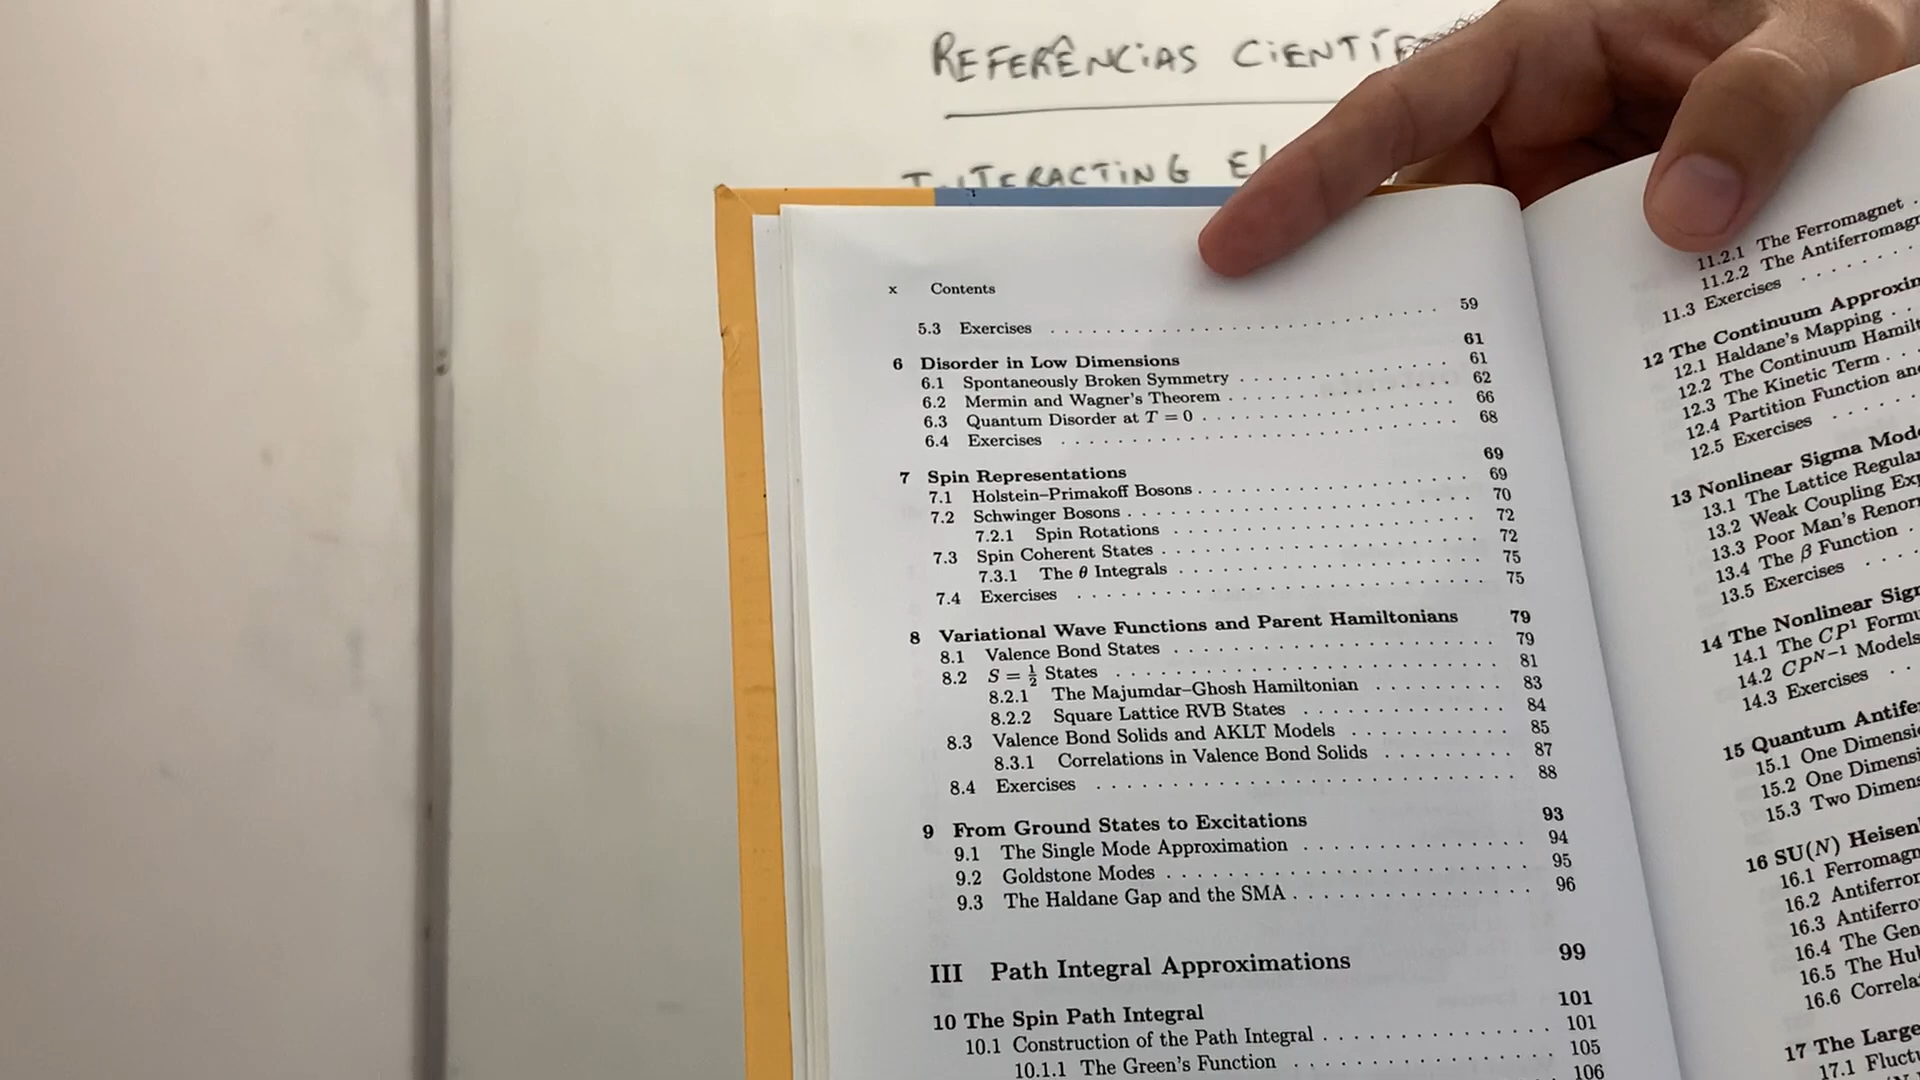 REFERÊNCIAS
INTERACTING
x Contents
5.3 Exercises . . . . . . . . . . 59
6 Disorder in Low Dimensions 61
6.1 Spontaneously Broken Symmetry . . . . . . . . . . 61
6.2 Mermin and Wagner's Theorem . . . . . . . . . . 62
6.3 Quantum Disorder at T = 0 . . . . . . . . . . 66
6.4 Exercises . . . . . . . . . . 68
7 Spin Representations 69
7.1 Holstein–Primakoff Bosons . . . . . . . . . . 69
7.2 Schwinger Bosons . . . . . . . . . . 70
7.2.1 Spin Rotations . . . . . . . . . . 72
7.3 Spin Coherent States . . . . . . . . . . 72
7.3.1 The θ Integrals . . . . . . . . . . 75
7.4 Exercises . . . . . . . . . . 75
8 Variational Wave Functions and Parent Hamiltonians 79
8.1 Valence Bond States . . . . . . . . . . 79
8.2 S = ½ States . . . . . . . . . . 81
8.2.1 The Majumdar–Ghosh Hamiltonian . . . . . . . . . . 83
8.2.2 Square Lattice RVB States . . . . . . . . . . 84
8.3 Valence Bond Solids and AKLT Models . . . . . . . . . . 85
8.3.1 Correlations in Valence Bond Solids . . . . . . . . . . 87
8.4 Exercises . . . . . . . . . . 88
9 From Ground States to Excitations 93
9.1 The Single Mode Approximation . . . . . . . . . . 94
9.2 Goldstone Modes . . . . . . . . . . 95
9.3 The Haldane Gap and the SMA . . . . . . . . . . 96
III Path Integral Approximations 99
10 The Spin Path Integral 101
10.1 Construction of the Path Integral . . . . . . . . . . 101
10.1.1 The Green's Function . . . . . . . . . . 105
106
11.2.1 The Ferromagnet
11.2.2 The
11.3 Exercises
12 The Continuum
12.1 Haldane's Mapping
12.2 The Continuum
12.3 The Kinetic Term
12.4 Partition Function
12.5 Exercises
13 Nonlinear Sigma
13.1 The Lattice
13.2 Weak Coupling
13.3 Poor Man's
13.4 The β Function
13.5 Exercises
14 The Nonlinear
14.1 The CP¹
14.2 CPᴺ⁻¹ Models
14.3 Exercises
15 Quantum
15.1 One
15.2 One
15.3 Two
16 SU(N)
16.1
16.2
16.3
16.4 The
16.5 The
16.6
17 The
17.1